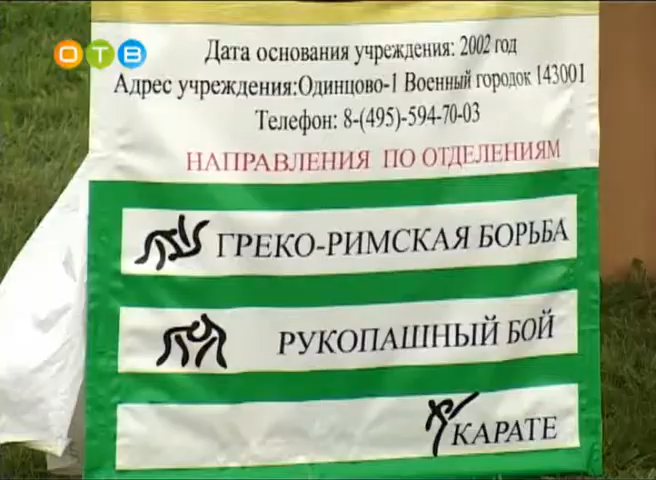 ОТВ
Дата основания учреждения: 2002 год
Адрес учреждения:Одинцово-1 Военный городок 143001
Телефон: 8-(495)-594-70-03
НАПРАВЛЕНИЯ ПО ОТДЕЛЕНИЯМ
ГРЕКО-РИМСКАЯ БОРЬБА
РУКОПАШНЫЙ БОЙ
КАРАТЕ